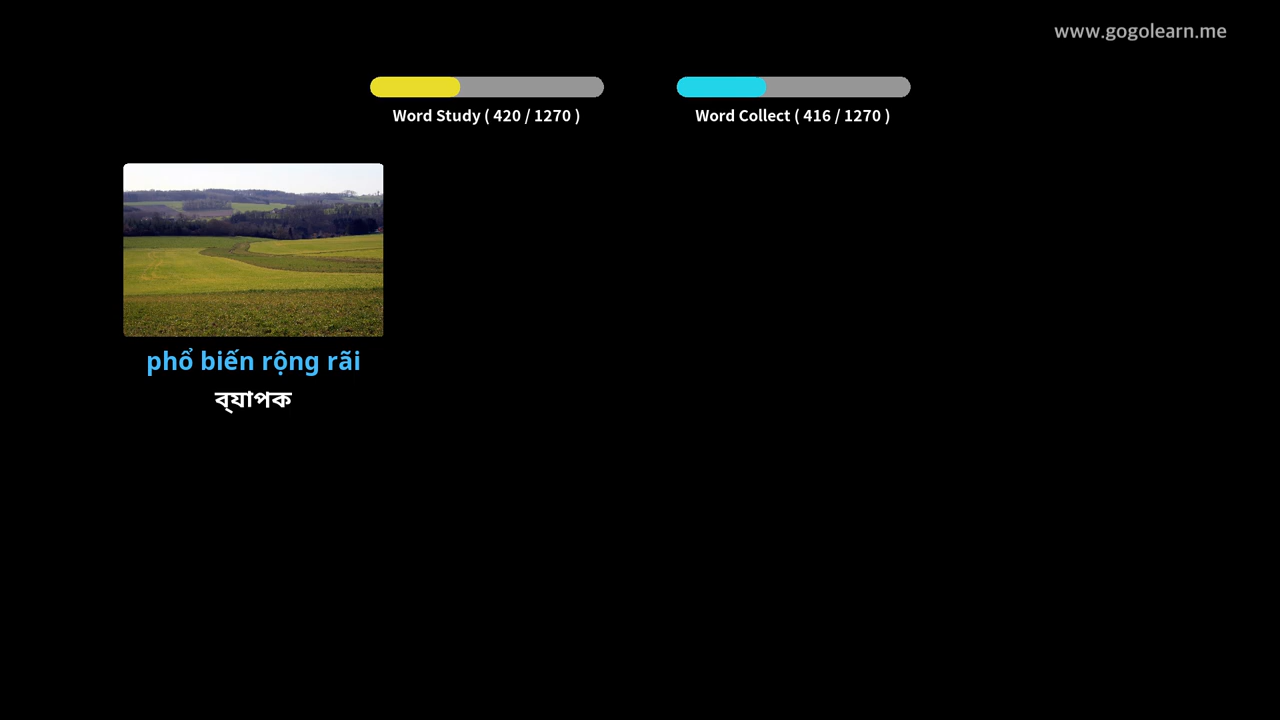 www.gogolearn.me
Word Study ( 420 / 1270 )
Word Collect ( 416 / 1270 )
phổ biến rộng rãi
ব্যাপক